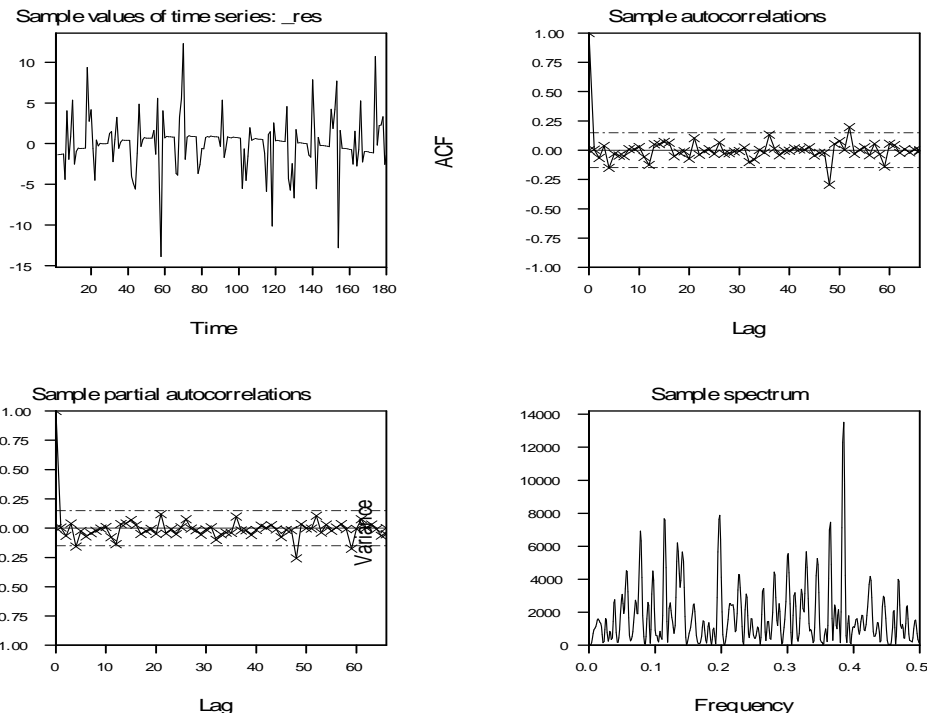 Sample values of time series: _res
10
5
0
-5
-10
-15
20 40 60 80 100 120 140 160 180
Time
Sample autocorrelations
1.00
0.75
0.50
0.25
0.00
-0.25
-0.50
-0.75
-1.00
ACF
0 10 20 30 40 50 60
Lag
Sample partial autocorrelations
1.00
0.75
0.50
0.25
0.00
0.25
0.50
0.75
1.00
0 10 20 30 40 50 60
Lag
Sample spectrum
14000
12000
10000
8000
6000
4000
2000
0
Variance
0.0 0.1 0.2 0.3 0.4 0.5
Frequency